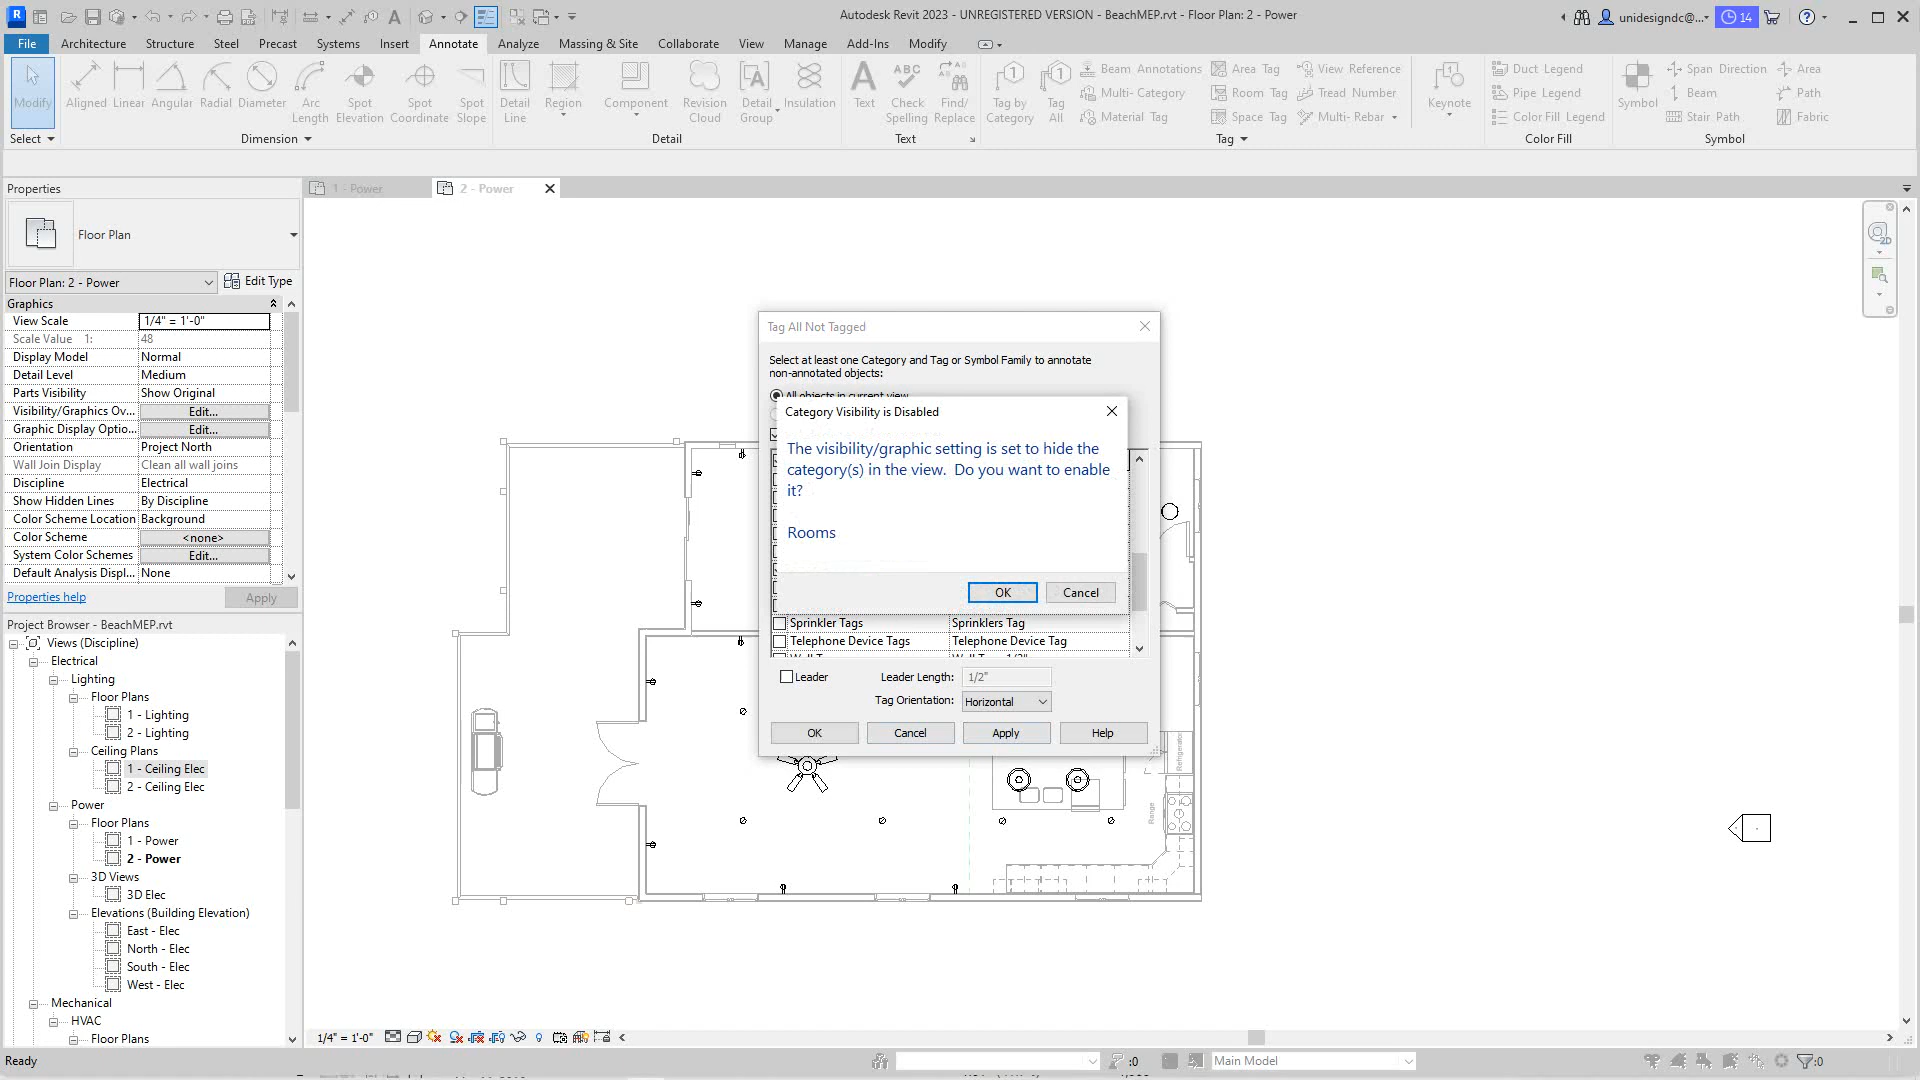 Autodesk Revit 2023 - UNREGISTERED VERSION - BeachMEP.rvt - Floor Plan: 2 - Power
unidesigndc@...
14
File Architecture Structure Steel Precast Systems Insert Annotate Analyze Massing & Site Collaborate View Manage Add-Ins Modify
Modify
Aligned Linear Angular Radial Diameter Arc Length Spot Elevation Spot Coordinate Spot Slope
Detail Line Region Component Revision Cloud Detail Group Insulation
Text Check Spelling Find/ Replace
Tag by Category Tag All
Beam Annotations Area Tag View Reference
Multi- Category Room Tag Tread Number
Material Tag Space Tag Multi- Rebar
Keynote
Duct Legend
Pipe Legend
Color Fill Legend
Symbol
Span Direction Area
Beam Path
Stair Path Fabric
Select Dimension Detail Text Tag Color Fill Symbol
Properties
1 - Power
2 - Power
Floor Plan
Floor Plan: 2 - Power Edit Type
Graphics
View Scale 1/4" = 1'-0"
Scale Value 1: 48
Display Model Normal
Detail Level Medium
Parts Visibility Show Original
Visibility/Graphics Ov... Edit...
Graphic Display Optio... Edit...
Orientation Project North
Wall Join Display Clean all wall joins
Discipline Electrical
Show Hidden Lines By Discipline
Color Scheme Location Background
Color Scheme <none>
System Color Schemes Edit...
Default Analysis Displ... None
Properties help Apply
Project Browser - BeachMEP.rvt
Views (Discipline)
Electrical
Lighting
Floor Plans
1 - Lighting
2 - Lighting
Ceiling Plans
1 - Ceiling Elec
2 - Ceiling Elec
Power
Floor Plans
1 - Power
2 - Power
3D Views
3D Elec
Elevations (Building Elevation)
East - Elec
North - Elec
South - Elec
West - Elec
Mechanical
HVAC
Floor Plans
Tag All Not Tagged
Select at least one Category and Tag or Symbol Family to annotate
non-annotated objects:
All objects in current view
Category Visibility is Disabled
The visibility/graphic setting is set to hide the
category(s) in the view. Do you want to enable
it?
Rooms
OK Cancel
Sprinkler Tags Sprinklers Tag
Telephone Device Tags Telephone Device Tag
Leader Leader Length: 1/2"
Tag Orientation: Horizontal
OK Cancel Apply Help
Refrigerator
Range
2D
1/4" = 1'-0"
Ready
:0
Main Model
:0